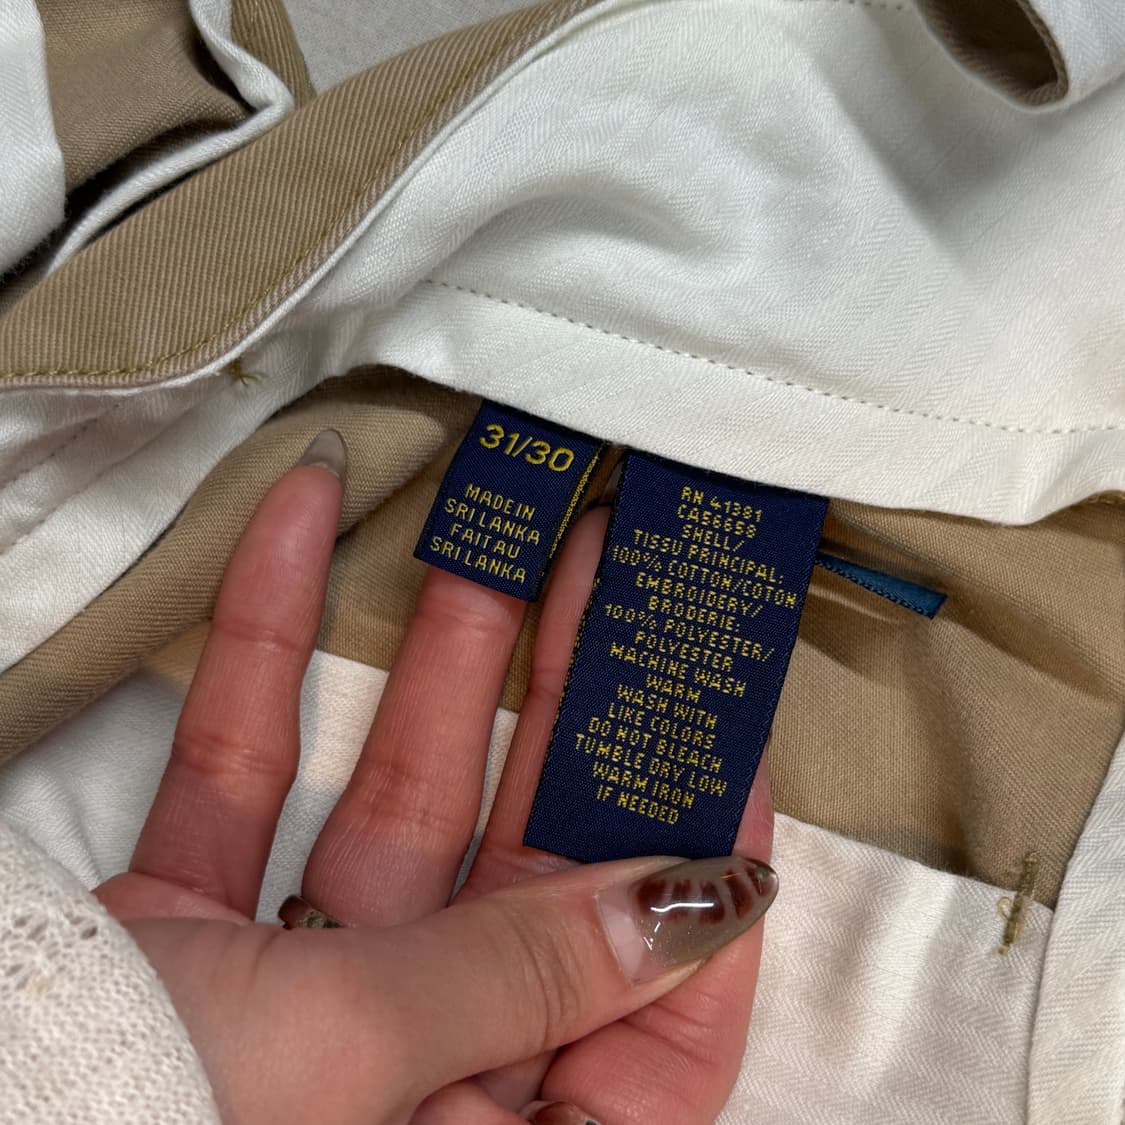 31/30
MADE IN
SRI LANKA
FAIT AU
SRI LANKA
RN 41381
CA56658
SHELL/
TISSU PRINCIPAL:
100% COTTON/COTON
EMBROIDERY/
BRODERIE.
100% POLYESTER/
POLYESTER
MACHINE WASH
WARM
WASH WITH
LIKE COLORS
DO NOT BLEACH
TUMBLE DRY LOW
WARM IRON
IF NEEDED